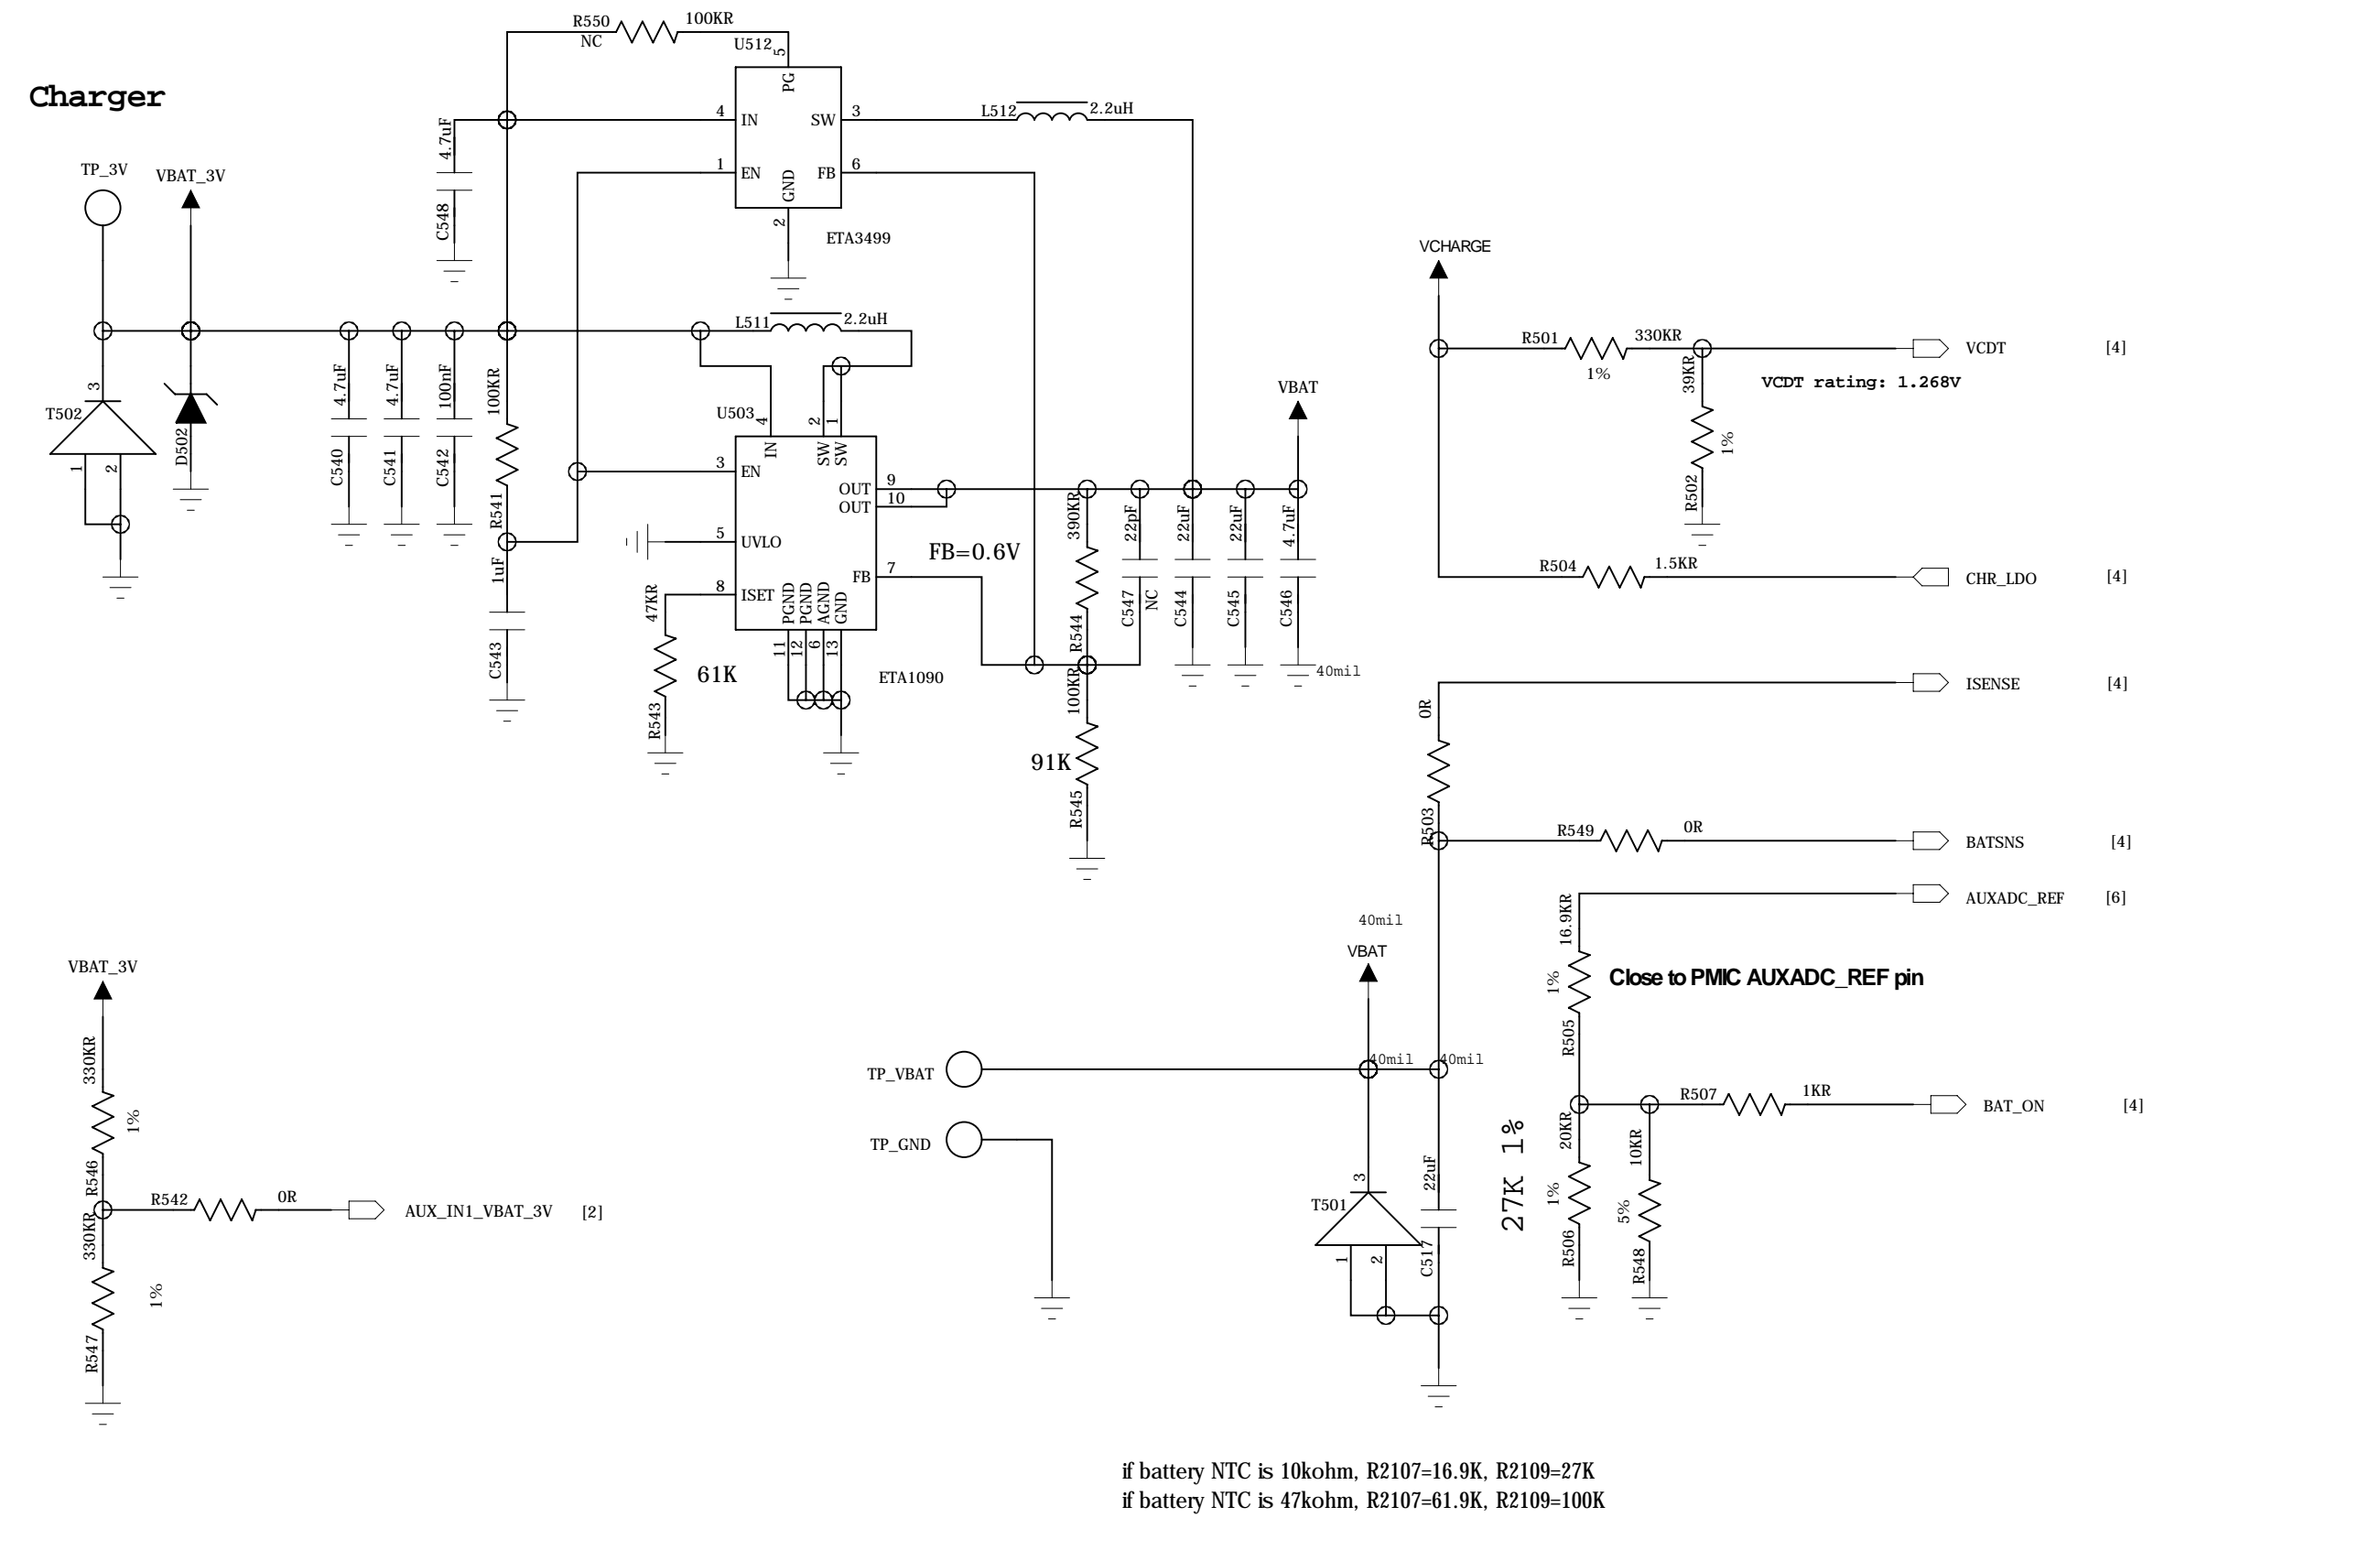 Charger
R550
100KR
NC
U512
5
PG
4
IN
SW
3
1
EN
FB
6
GND
2
ETA3499
L512
2.2uH
4.7uF
C548
TP_3V
VBAT_3V
T502
3
1
2
D502
4.7uF
C540
4.7uF
C541
100nF
C542
100KR
R541
1uF
C543
L511
2.2uH
U503
4
2
1
IN
SW
SW
3
EN
OUT
9
OUT
10
5
UVLO
FB
7
8
ISET
PGND
PGND
AGND
GND
11
12
6
13
ETA1090
47KR
61K
R543
FB=0.6V
390KR
R544
100KR
91K
R545
22pF
C547
NC
22uF
C544
22uF
C545
4.7uF
C546
VBAT
40mil
VCHARGE
R501
330KR
1%
39KR
1%
R502
VCDT
[4]
VCDT rating: 1.268V
R504
1.5KR
CHR_LDO
[4]
ISENSE
[4]
0R
R503
R549
0R
BATSNS
[4]
AUXADC_REF
[6]
16.9KR
1%
R505
Close to PMIC AUXADC_REF pin
R507
1KR
BAT_ON
[4]
20KR
1%
R506
10KR
5%
R548
27K 1%
40mil
VBAT
40mil
40mil
TP_VBAT
TP_GND
T501
3
1
2
22uF
C517
VBAT_3V
330KR
1%
R546
R542
0R
AUX_IN1_VBAT_3V
[2]
330KR
1%
R547
if battery NTC is 10kohm, R2107=16.9K, R2109=27K
if battery NTC is 47kohm, R2107=61.9K, R2109=100K